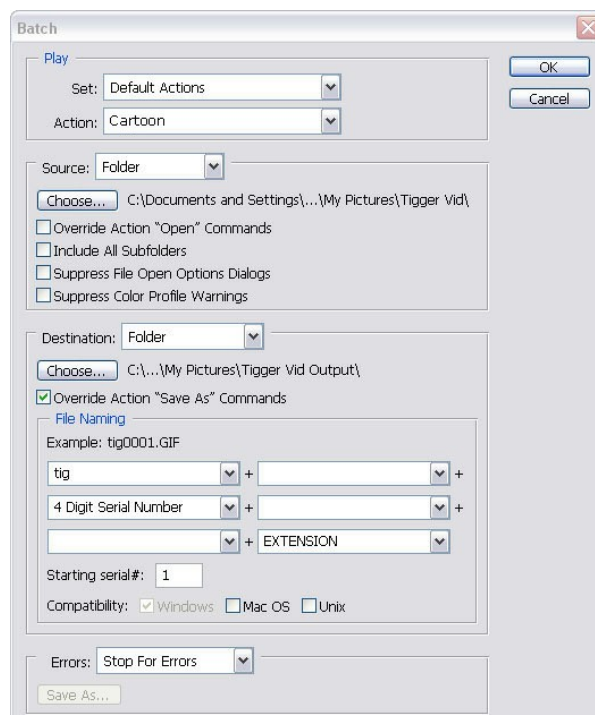 Batch
Play
Set: Default Actions
Action: Cartoon
OK
Cancel
Source: Folder
Choose... C:\Documents and Settings\...\My Pictures\Tigger Vid\
Override Action "Open" Commands
Include All Subfolders
Suppress File Open Options Dialogs
Suppress Color Profile Warnings
Destination: Folder
Choose... C:\...\My Pictures\Tigger Vid Output\
Override Action "Save As" Commands
File Naming
Example: tig0001.GIF
tig + +
4 Digit Serial Number + +
+ EXTENSION
Starting serial#: 1
Compatibility: Windows Mac OS Unix
Errors: Stop For Errors
Save As...